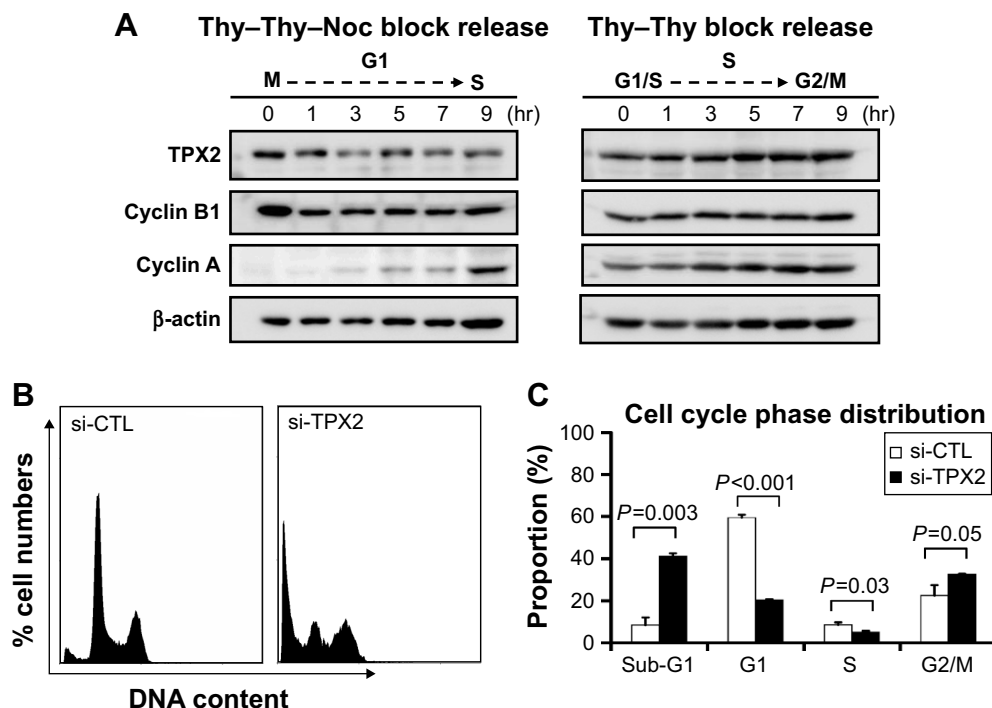 A
Thy–Thy–Noc block release
G1
M S
0 1 3 5 7 9 (hr)
Thy–Thy block release
S
G1/S G2/M
0 1 3 5 7 9 (hr)
TPX2
Cyclin B1
Cyclin A
β-actin
B
si-CTL
si-TPX2
% cell numbers
DNA content
C
Cell cycle phase distribution
Proportion (%)
100
80
60
40
20
0
si-CTL
si-TPX2
P=0.003
P<0.001
P=0.03
P=0.05
Sub-G1 G1 S G2/M